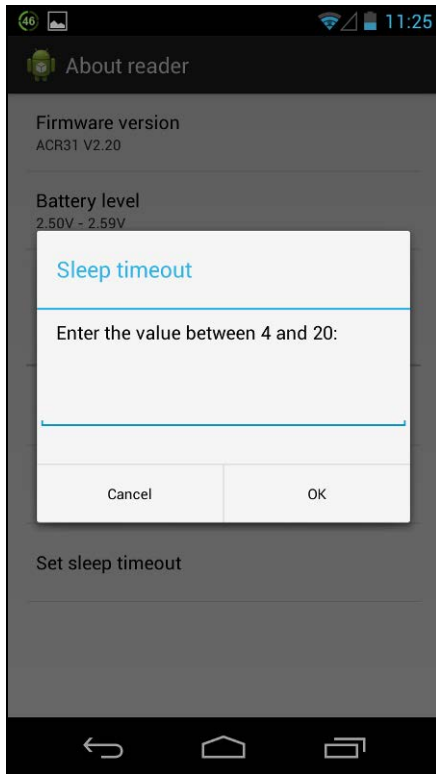 46
11:25
About reader
Firmware version
ACR31 V2.20
Battery level
2.50V - 2.59V
Sleep timeout
Enter the value between 4 and 20:
Cancel
OK
Set sleep timeout